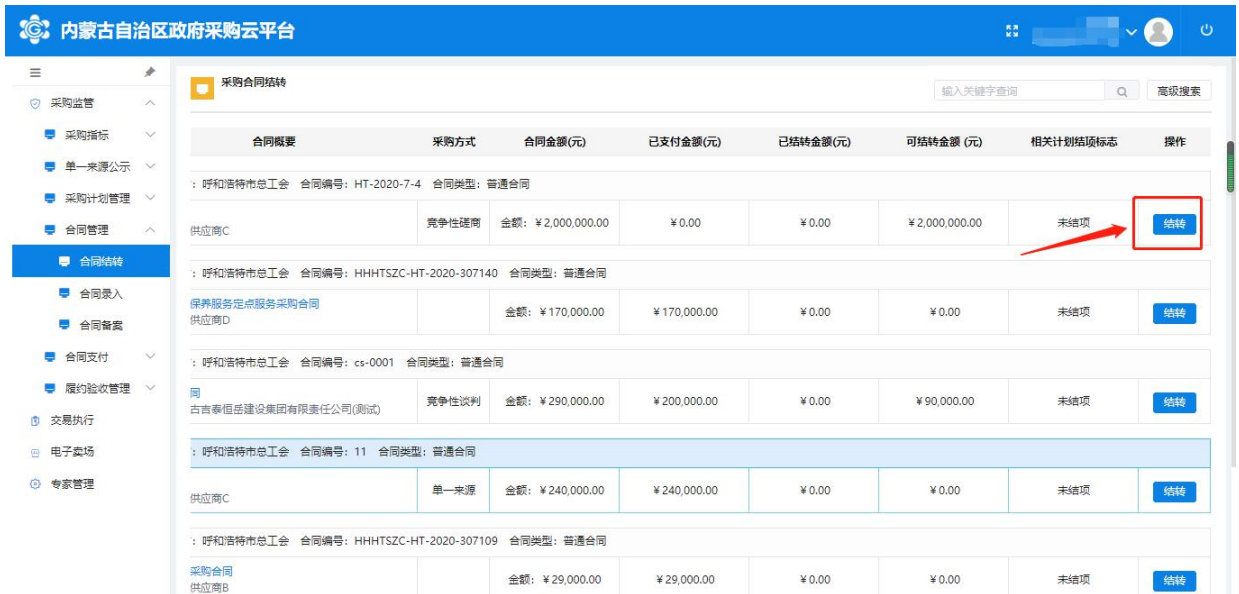 内蒙古自治区政府采购云平台
采购监管
采购指标
单一来源公示
采购计划管理
合同管理
合同结转
合同录入
合同备案
合同支付
履约验收管理
交易执行
电子卖场
专家管理
采购合同结转
输入关键字查询
高级搜索
合同概要 采购方式 合同金额(元) 已支付金额(元) 已结转金额(元) 可结转金额 (元) 相关计划结项标志 操作
: 呼和浩特市总工会 合同编号: HT-2020-7-4 合同类型: 普通合同
供应商C 竞争性磋商 金额: ¥2,000,000.00 ¥0.00 ¥0.00 ¥2,000,000.00 未结项 结转
: 呼和浩特市总工会 合同编号: HHHTSZC-HT-2020-307140 合同类型: 普通合同
保养服务定点服务采购合同
供应商D 金额: ¥170,000.00 ¥170,000.00 ¥0.00 ¥0.00 未结项 结转
: 呼和浩特市总工会 合同编号: cs-0001 合同类型: 普通合同
同
古吉泰恒岳建设集团有限责任公司(测试) 竞争性谈判 金额: ¥290,000.00 ¥200,000.00 ¥0.00 ¥90,000.00 未结项 结转
: 呼和浩特市总工会 合同编号: 11 合同类型: 普通合同
供应商C 单一来源 金额: ¥240,000.00 ¥240,000.00 ¥0.00 ¥0.00 未结项 结转
: 呼和浩特市总工会 合同编号: HHHTSZC-HT-2020-307109 合同类型: 普通合同
采购合同
供应商B 金额: ¥29,000.00 ¥29,000.00 ¥0.00 ¥0.00 未结项 结转